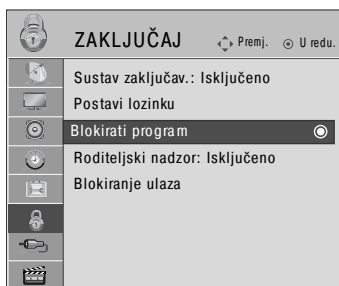 ZAKLJUČAJ Premj. U redu.
Sustav zaključav.: Isključeno
Postavi lozinku
Blokirati program
Roditeljski nadzor: Isključeno
Blokiranje ulaza